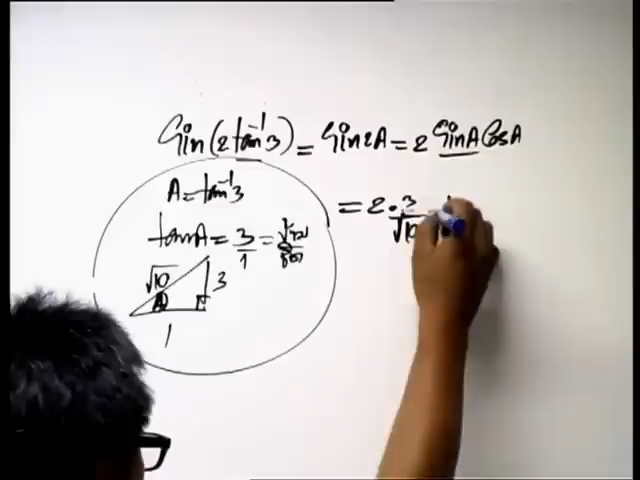 Sin(2tan⁻¹3) = Sin2A = 2 SinA CosA
A = tan⁻¹3
= 2 · 3/√10
tanA = 3/1 =
√10
3
A
1